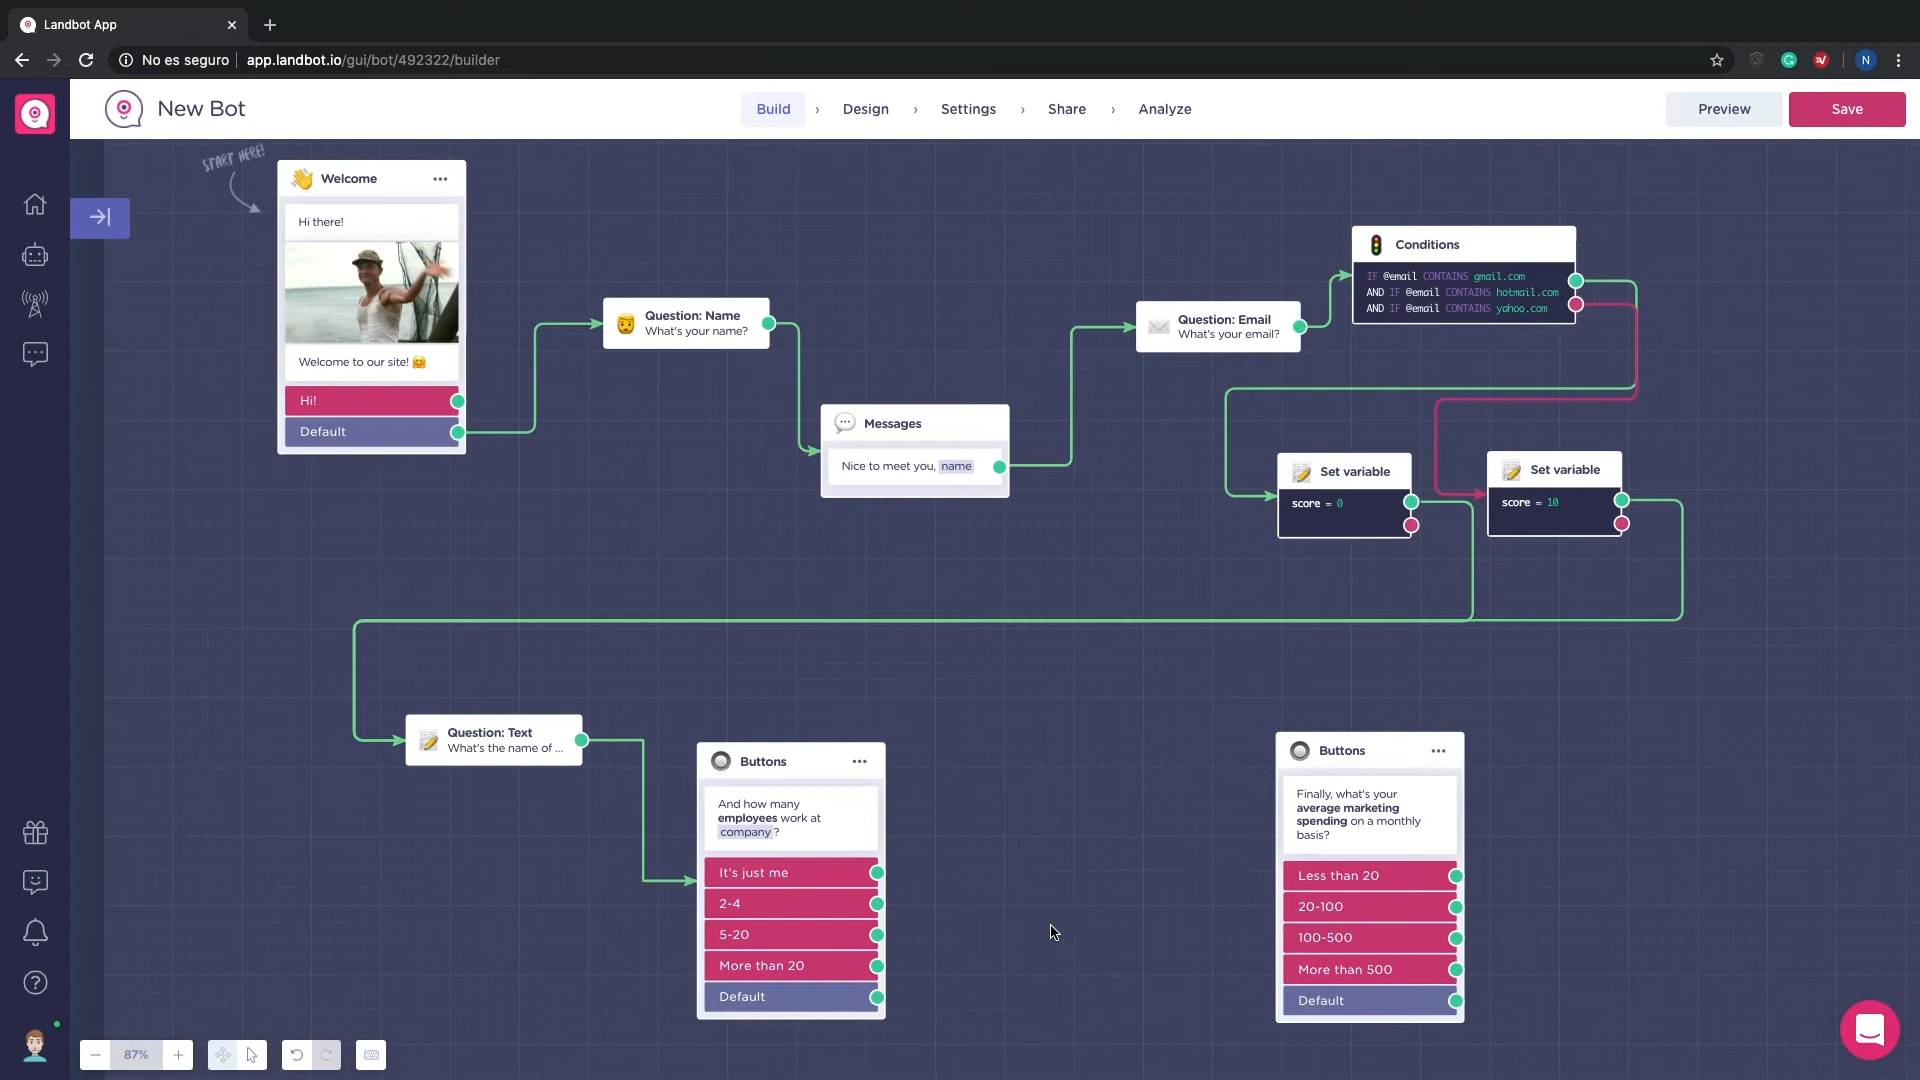 Landbot App
No es seguro
app.landbot.io/gui/bot/492322/builder
N
New Bot
Build
Design
Settings
Share
Analyze
Preview
Save
START HERE!
Welcome
Hi there!
Welcome to our site! 🤗
Hi!
Default
Question: Name
What's your name?
Messages
Nice to meet you, name
Question: Email
What's your email?
Conditions
IF @email CONTAINS gmail.com
AND IF @email CONTAINS hotmail.com
AND IF @email CONTAINS yahoo.com
Set variable
score = 0
Set variable
score = 10
Question: Text
What's the name of ...
Buttons
And how many
employees work at
company ?
It's just me
2-4
5-20
More than 20
Default
Buttons
Finally, what's your
average marketing
spending on a monthly
basis?
Less than 20
20-100
100-500
More than 500
Default
87%